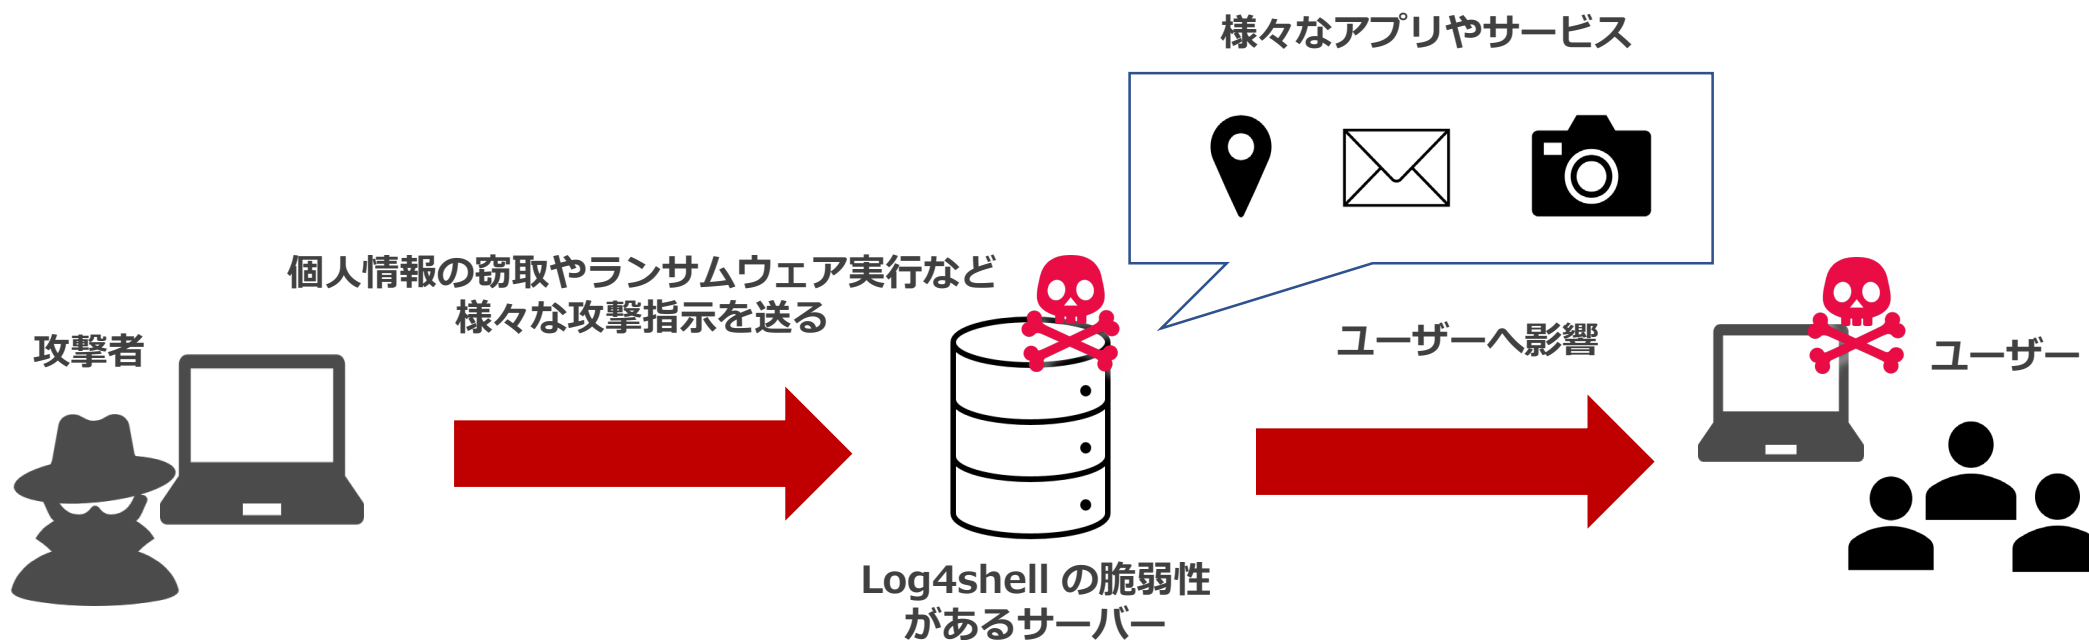 様々なアプリやサービス
個人情報の窃取やランサムウェア実行など
様々な攻撃指示を送る
攻撃者
ユーザーへ影響
ユーザー
Log4shell の脆弱性
があるサーバー